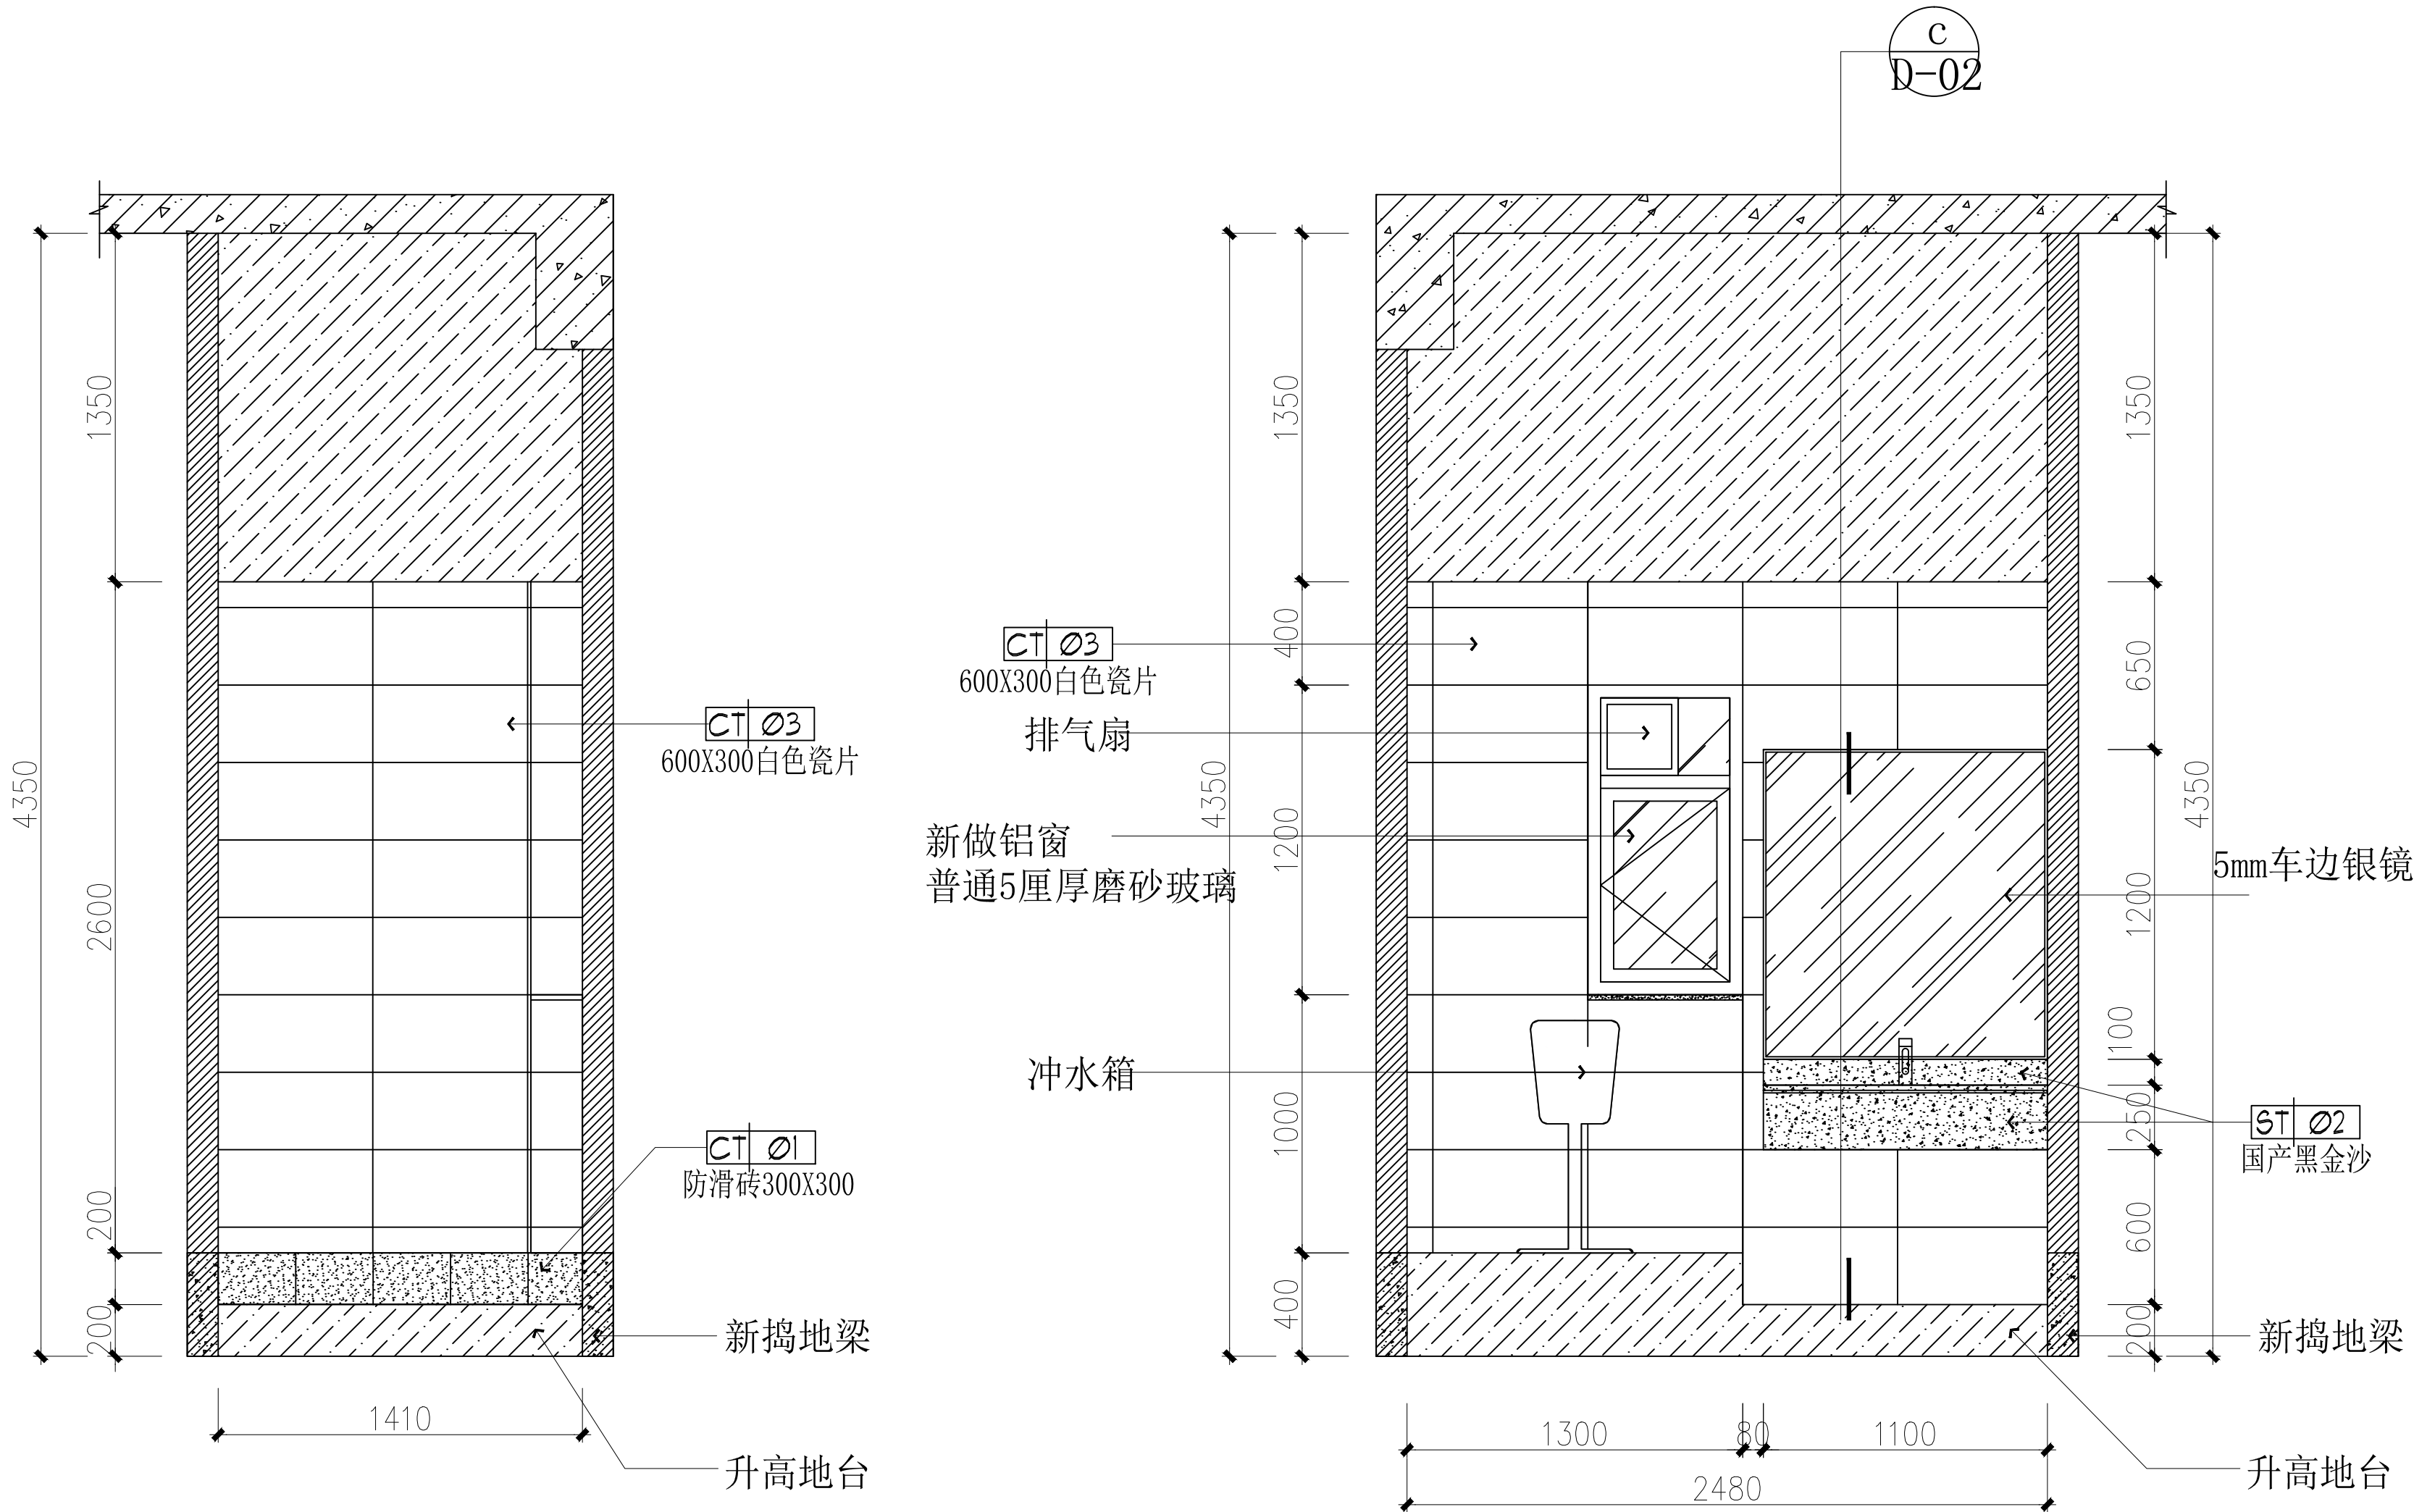 c
D-02
4350
1350
2600
200
200
1410
CT Ø3
600X300白色瓷片
CT Ø1
防滑砖300X300
新捣地梁
升高地台
CT Ø3
600X300白色瓷片
排气扇
新做铝窗
普通5厘厚磨砂玻璃
冲水箱
4350
1350
400
1200
1000
400
1300
80
1100
2480
1350
650
1200
100
250
600
200
4350
5mm车边银镜
ST Ø2
国产黑金沙
新捣地梁
升高地台